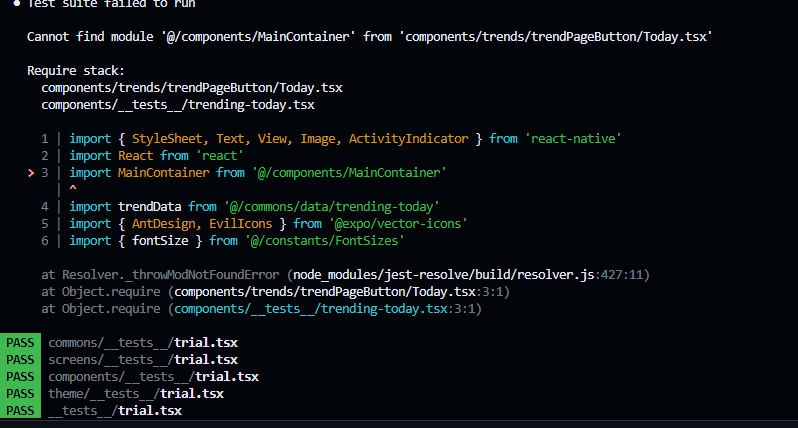 ● Test suite failed to run
Cannot find module '@/components/MainContainer' from 'components/trends/trendPageButton/Today.tsx'
Require stack:
components/trends/trendPageButton/Today.tsx
components/__tests__/trending-today.tsx
1 | import { StyleSheet, Text, View, Image, ActivityIndicator } from 'react-native'
2 | import React from 'react'
> 3 | import MainContainer from '@/components/MainContainer'
| ^
4 | import trendData from '@/commons/data/trending-today'
5 | import { AntDesign, EvilIcons } from '@expo/vector-icons'
6 | import { fontSize } from '@/constants/FontSizes'
at Resolver._throwModNotFoundError (node_modules/jest-resolve/build/resolver.js:427:11)
at Object.require (components/trends/trendPageButton/Today.tsx:3:1)
at Object.require (components/__tests__/trending-today.tsx:3:1)
PASS commons/__tests__/trial.tsx
PASS screens/__tests__/trial.tsx
PASS components/__tests__/trial.tsx
PASS theme/__tests__/trial.tsx
PASS __tests__/trial.tsx